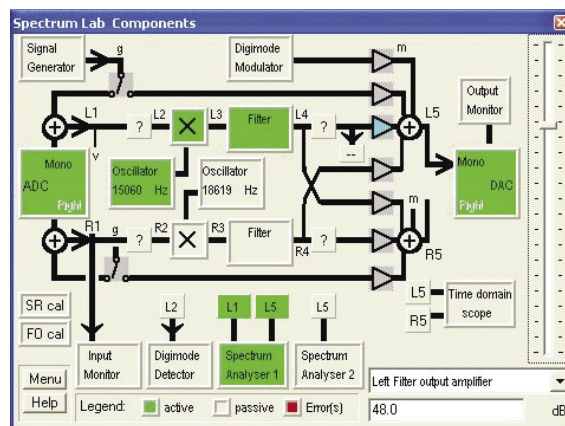 Spectrum Lab Components
Signal
Generator
g
Digimode
Modulator
m
L1
?
L2
L3
Filter
L4
?
L5
Output
Monitor
v
--
Mono
ADC
Right
Oscillator
15060 Hz
Oscillator
18619 Hz
Mono
DAC
Right
R1
g
?
R2
R3
Filter
R4
?
m
R5
SR cal
FO cal
L2
L1
L5
L5
L5
R5
Time domain
scope
Input
Monitor
Digimode
Detector
Spectrum
Analyser 1
Spectrum
Analyser 2
Menu
Help
Legend: active passive Error(s)
Left Filter output amplifier
48.0 dB